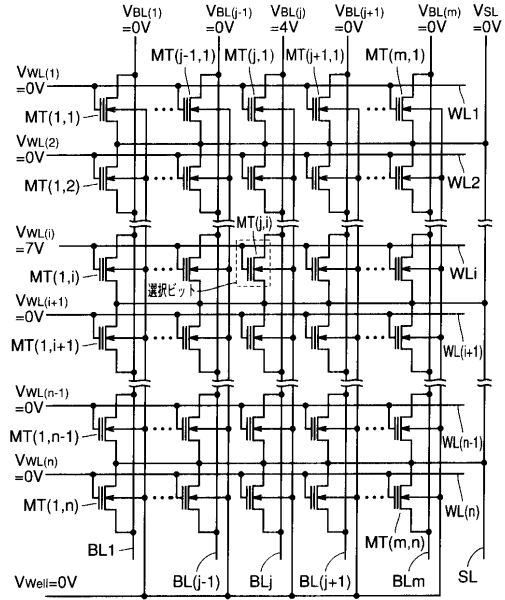 VBL(1) =0V
VBL(j-1) =0V
VBL(j) =4V
VBL(j+1) =0V
VBL(m) =0V
VSL =0V
MT(j-1,1)
MT(j,1)
MT(j+1,1)
MT(m,1)
VWL(1) =0V
MT(1,1)
WL1
VWL(2) =0V
MT(1,2)
WL2
MT(j,i)
VWL(i) =7V
MT(1,i)
選択ビット
WLi
VWL(i+1) =0V
MT(1,i+1)
WL(i+1)
VWL(n-1) =0V
MT(1,n-1)
WL(n-1)
VWL(n) =0V
MT(1,n)
WL(n)
MT(m,n)
BL1
BL(j-1)
BLj
BL(j+1)
BLm
SL
VWell=0V